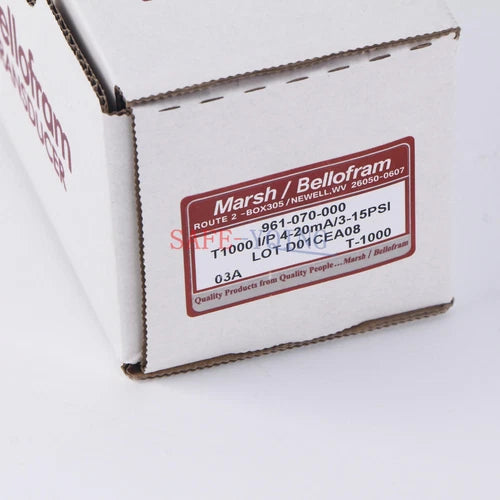 Bellofram
TRANSDUCER
Marsh / Bellofram
ROUTE 2 -BOX305/NEWELL,WV 26050-0607
961-070-000
T1000 I/P 4-20mA/3-15PSI
LOT D01CEA08
03A T-1000
Quality Products from Quality People...Marsh/Bellofram